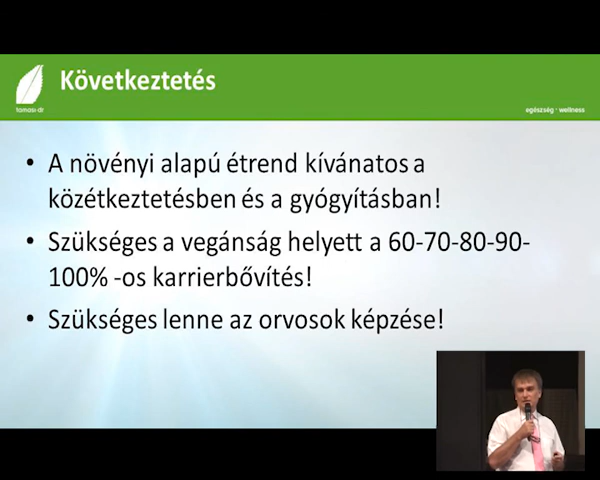 Következtetés
tamasi·dr
egészség · wellness
• A növényi alapú étrend kívánatos a
közétkeztetésben és a gyógyításban!
• Szükséges a vegánság helyett a 60-70-80-90-
100% -os karrierbővítés!
• Szükséges lenne az orvosok képzése!